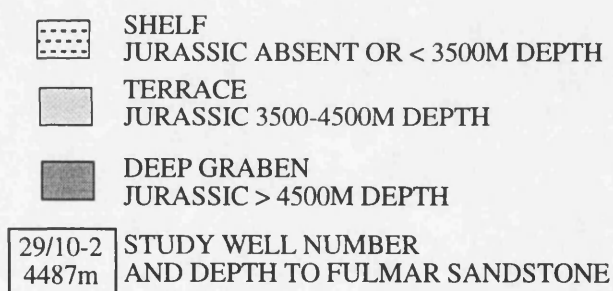 SHELF
JURASSIC ABSENT OR < 3500M DEPTH
TERRACE
JURASSIC 3500-4500M DEPTH
DEEP GRABEN
JURASSIC > 4500M DEPTH
29/10-2 STUDY WELL NUMBER
4487m AND DEPTH TO FULMAR SANDSTONE